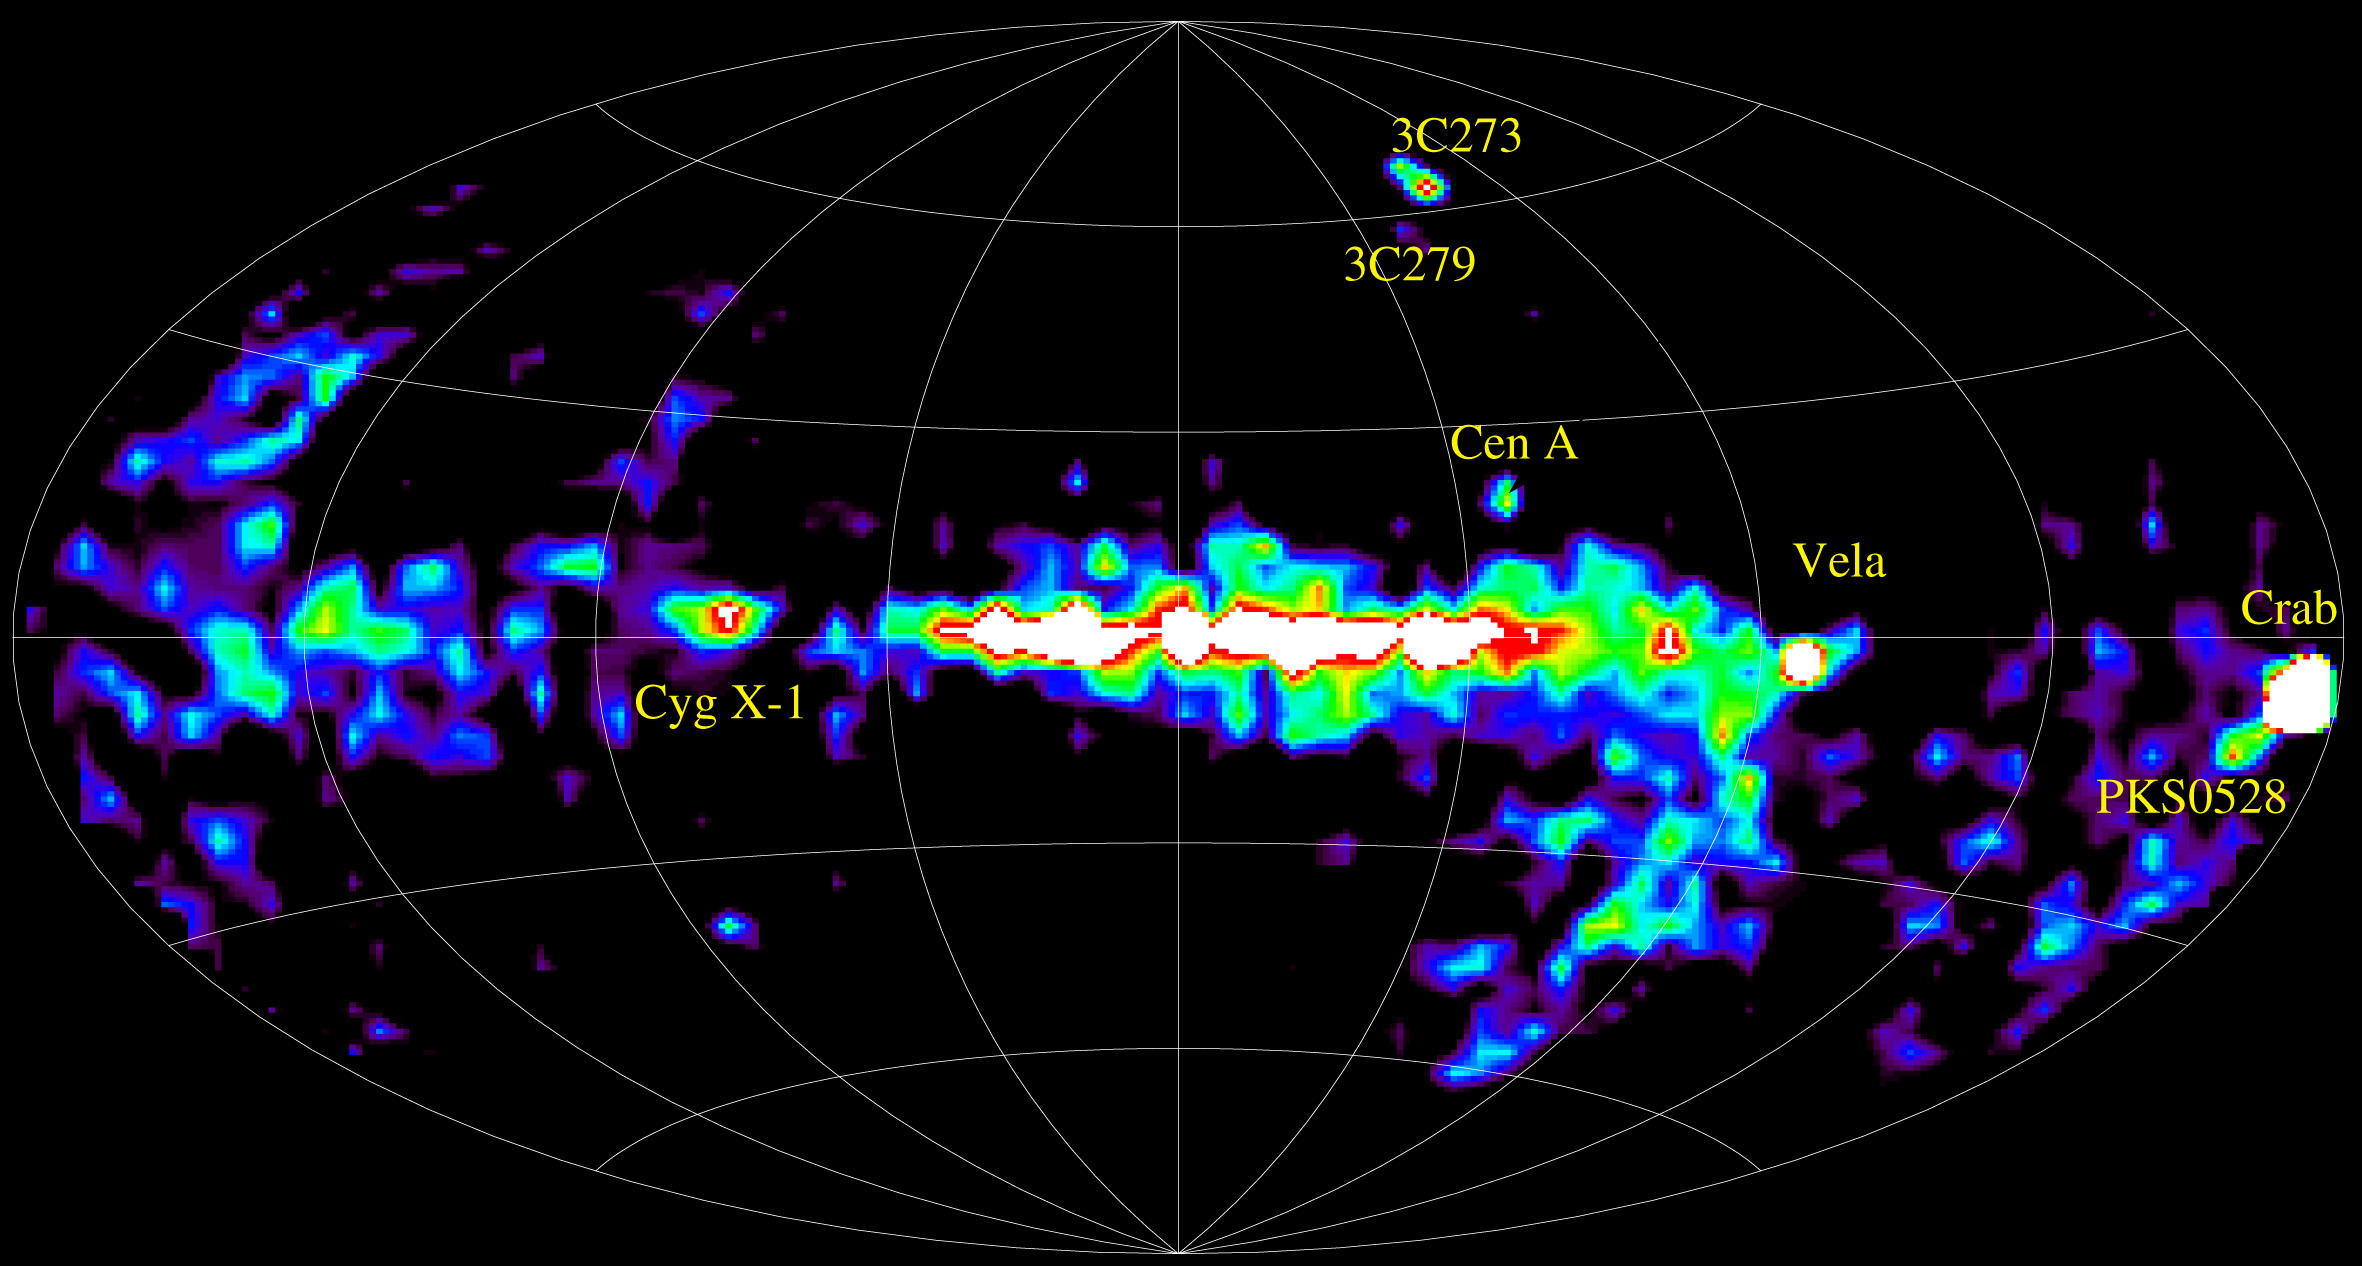 3C273
3C279
Cen A
Vela
Crab
Cyg X-1
PKS0528